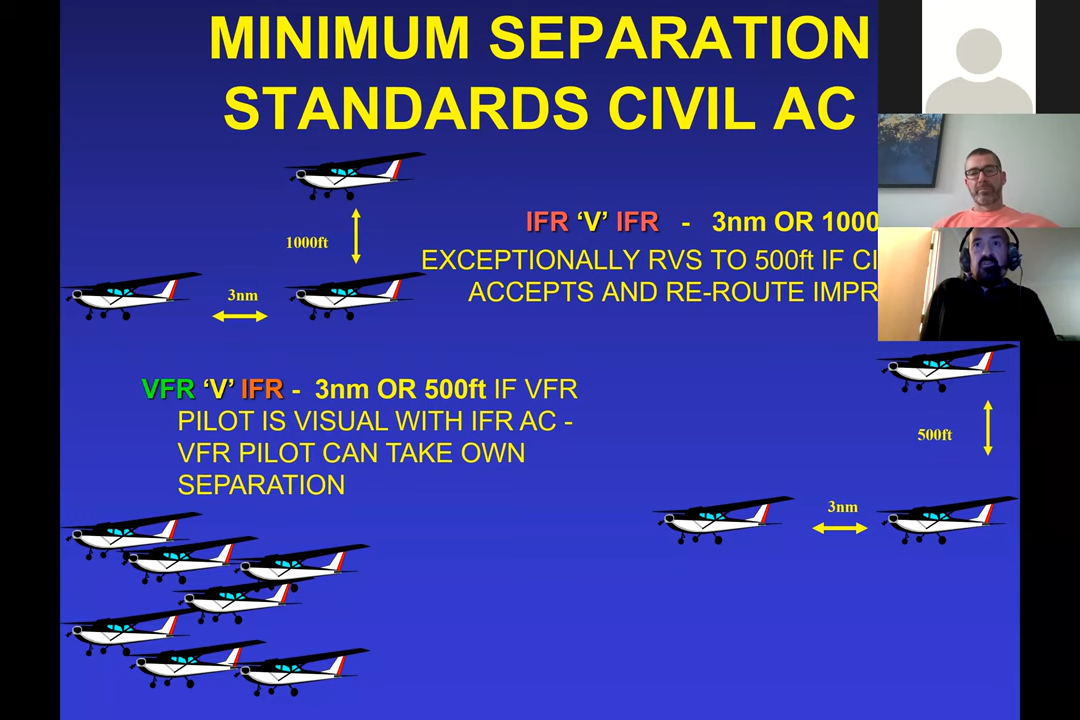 MINIMUM SEPARATION
STANDARDS CIVIL AC
1000ft
3nm
IFR ‘V’ IFR - 3nm OR 1000
EXCEPTIONALLY RVS TO 500ft IF
ACCEPTS AND RE-ROUTE
VFR ‘V’ IFR - 3nm OR 500ft IF VFR
PILOT IS VISUAL WITH IFR AC -
VFR PILOT CAN TAKE OWN
SEPARATION
500ft
3nm